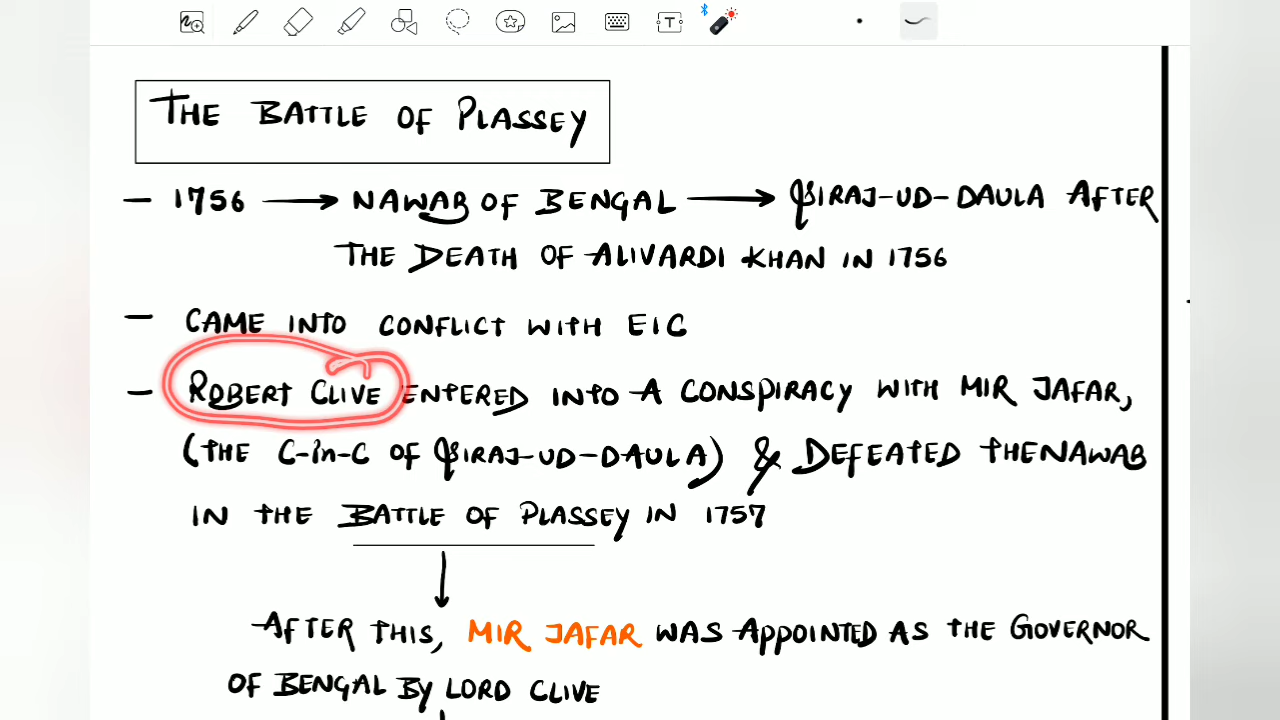 THE BATTLE OF PLASSEY
– 1756 → NAWAB OF BENGAL → SIRAJ-UD-DAULA AFTER
THE DEATH OF ALIVARDI KHAN IN 1756
– CAME INTO CONFLICT WITH EIC
– ROBERT CLIVE ENTERED INTO A CONSPIRACY WITH MIR JAFAR,
(THE C-in-C OF SIRAJ-UD-DAULA) & DEFEATED THE NAWAB
IN THE BATTLE OF PLASSEY IN 1757
↓
AFTER THIS, MIR JAFAR WAS APPOINTED AS THE GOVERNOR
OF BENGAL BY LORD CLIVE